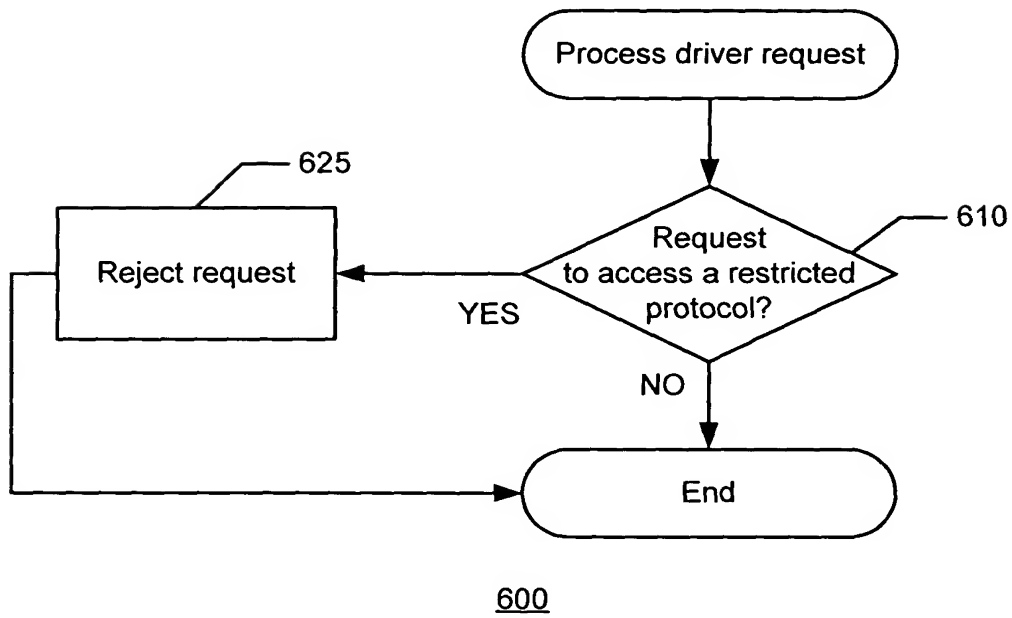 Process driver request
625
610
Request
to access a restricted
protocol?
Reject request
YES
NO
End
600